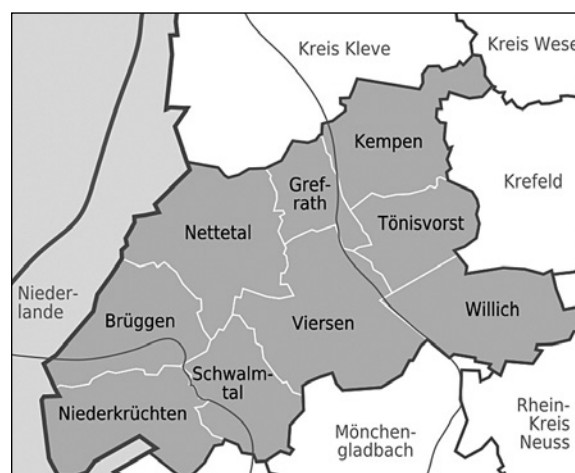 Kreis Kleve
Kreis Wese
Kempen
Krefeld
Gref-
rath
Tönisvorst
Nettetal
Nieder-
lande
Brüggen
Viersen
Willich
Schwalm-
tal
Niederkrüchten
Mönchen-
gladbach
Rhein-
Kreis
Neuss